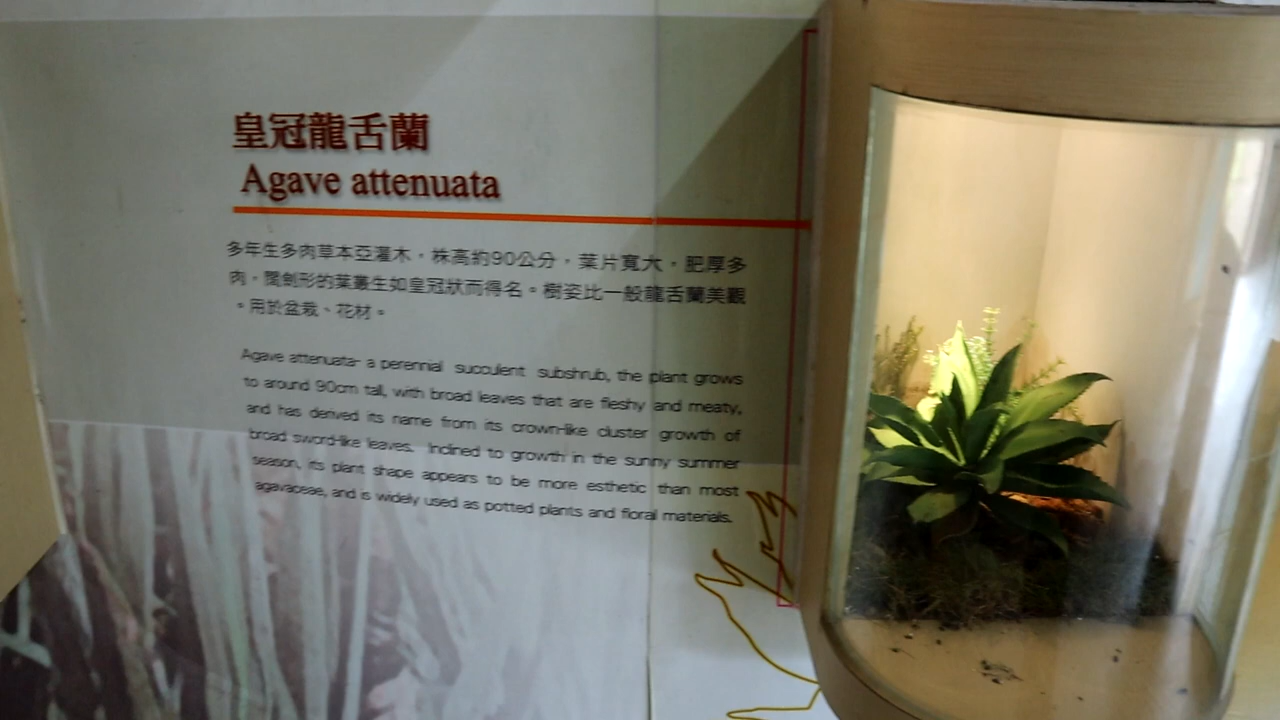 皇冠龍舌蘭
Agave attenuata
多年生多肉草本亞灌木，株高約90公分，葉片寬大，肥厚多
肉，闊劍形的葉叢生如皇冠狀而得名。樹姿比一般龍舌蘭美觀
。用於盆栽、花材。
Agave attenuata- a perennial succulent subshrub, the plant grows
to around 90cm tall, with broad leaves that are fleshy and meaty,
and has derived its name from its crown-like cluster growth of
broad sword-like leaves. Inclined to growth in the sunny summer
season, its plant shape appears to be more esthetic than most
agavaceae, and is widely used as potted plants and floral materials.